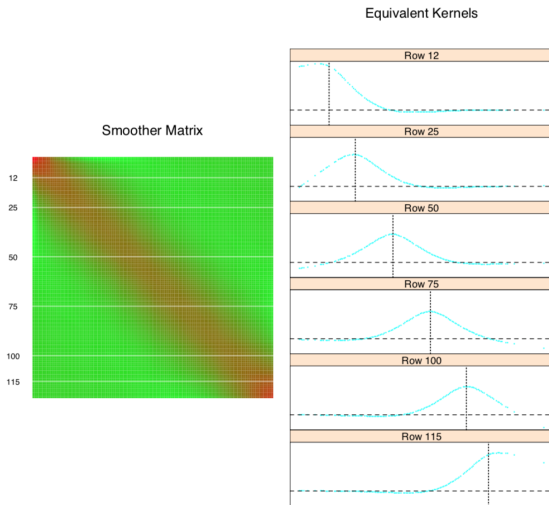 Equivalent Kernels
Smoother Matrix
12
25
50
75
100
115
Row 12
Row 25
Row 50
Row 75
Row 100
Row 115